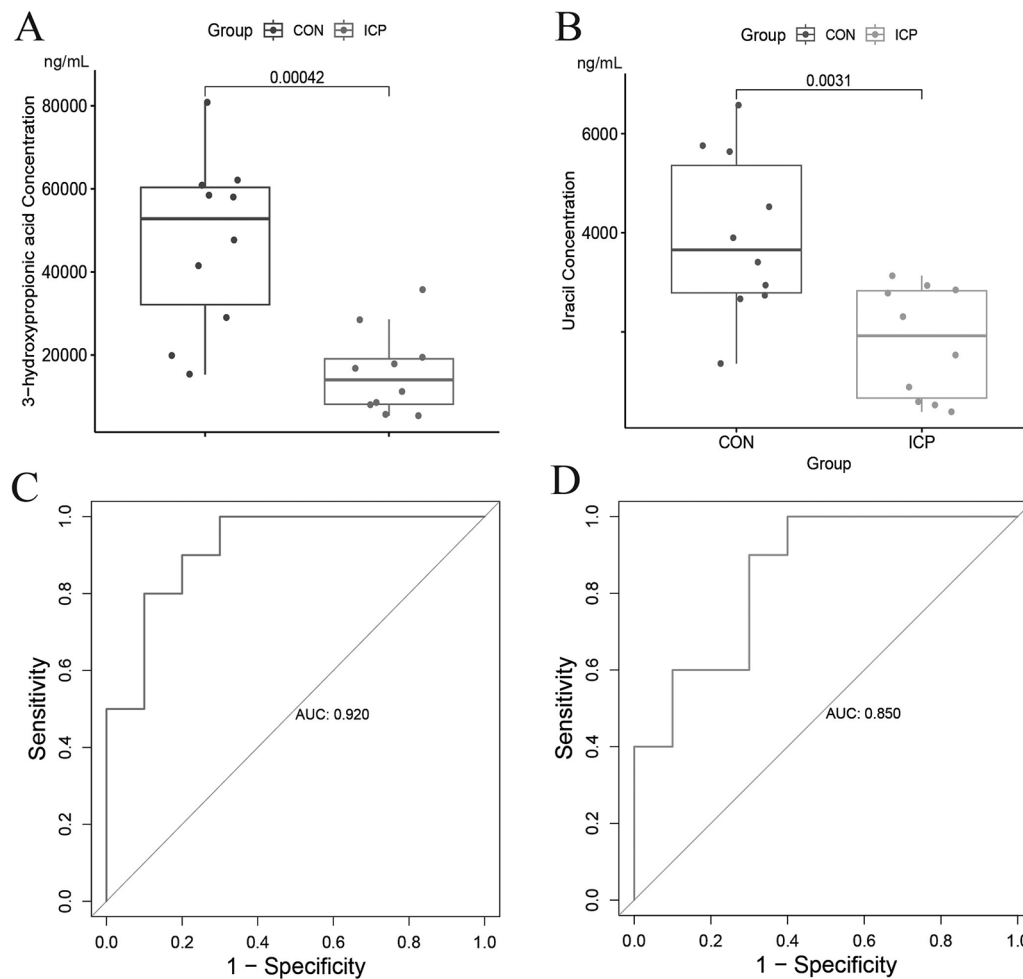 A
Group CON ICP
ng/mL
0.00042
80000
60000
40000
20000
3-hydroxypropionic acid Concentration
B
Group CON ICP
ng/mL
0.0031
6000
4000
Uracil Concentration
CON ICP
Group
C
1.0
0.8
0.6
0.4
0.2
0.0
Sensitivity
AUC: 0.920
0.0 0.2 0.4 0.6 0.8 1.0
1 - Specificity
D
1.0
0.8
0.6
0.4
0.2
0.0
Sensitivity
AUC: 0.850
0.0 0.2 0.4 0.6 0.8 1.0
1 - Specificity